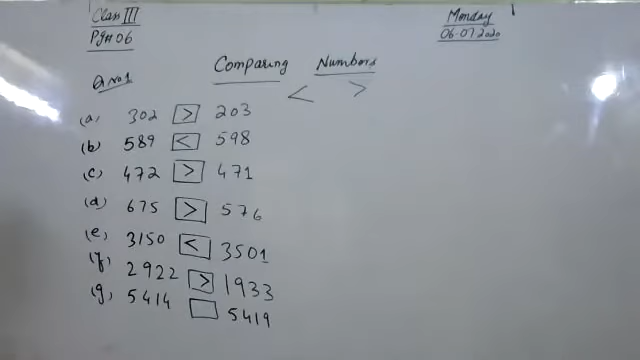 Class III
Pg# 06
Monday
06-07-2020
Comparing Numbers
Q no 1
< >
(a) 302 > 203
(b) 589 < 598
(c) 472 > 471
(d) 675 > 576
(e) 3150 < 3501
(f) 2922 > 1933
(g) 5414 5419